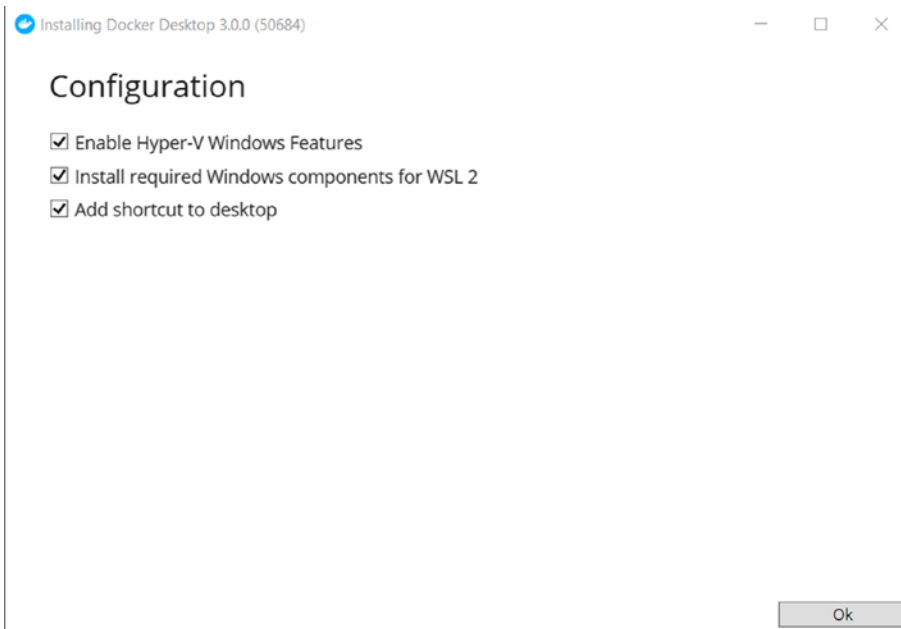 Installing Docker Desktop 3.0.0 (50684)
Configuration
Enable Hyper-V Windows Features
Install required Windows components for WSL 2
Add shortcut to desktop
Ok